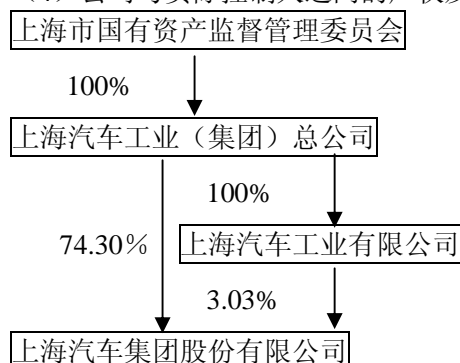 上海市国有资产监督管理委员会
100%
上海汽车工业（集团）总公司
100%
74.30％
上海汽车工业有限公司
3.03%
上海汽车集团股份有限公司